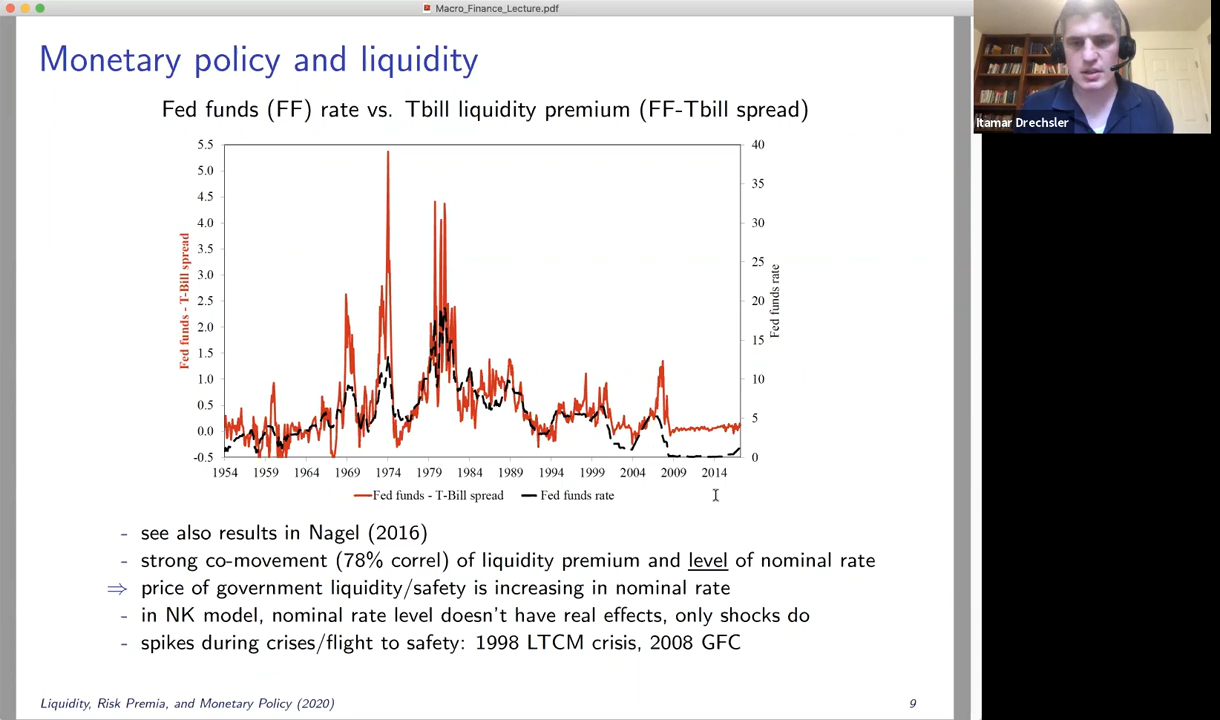 Macro_Finance_Lecture.pdf
Monetary policy and liquidity
Fed funds (FF) rate vs. Tbill liquidity premium (FF-Tbill spread)
5.5
5.0
4.5
4.0
3.5
3.0
2.5
2.0
1.5
1.0
0.5
0.0
-0.5
Fed funds - T-Bill spread
40
35
30
25
20
15
10
5
0
Fed funds rate
1954 1959 1964 1969 1974 1979 1984 1989 1994 1999 2004 2009 2014
Fed funds - T-Bill spread Fed funds rate
- see also results in Nagel (2016)
- strong co-movement (78% correl) of liquidity premium and level of nominal rate
⇒ price of government liquidity/safety is increasing in nominal rate
- in NK model, nominal rate level doesn't have real effects, only shocks do
- spikes during crises/flight to safety: 1998 LTCM crisis, 2008 GFC
Liquidity, Risk Premia, and Monetary Policy (2020) 9
Itamar Drechsler